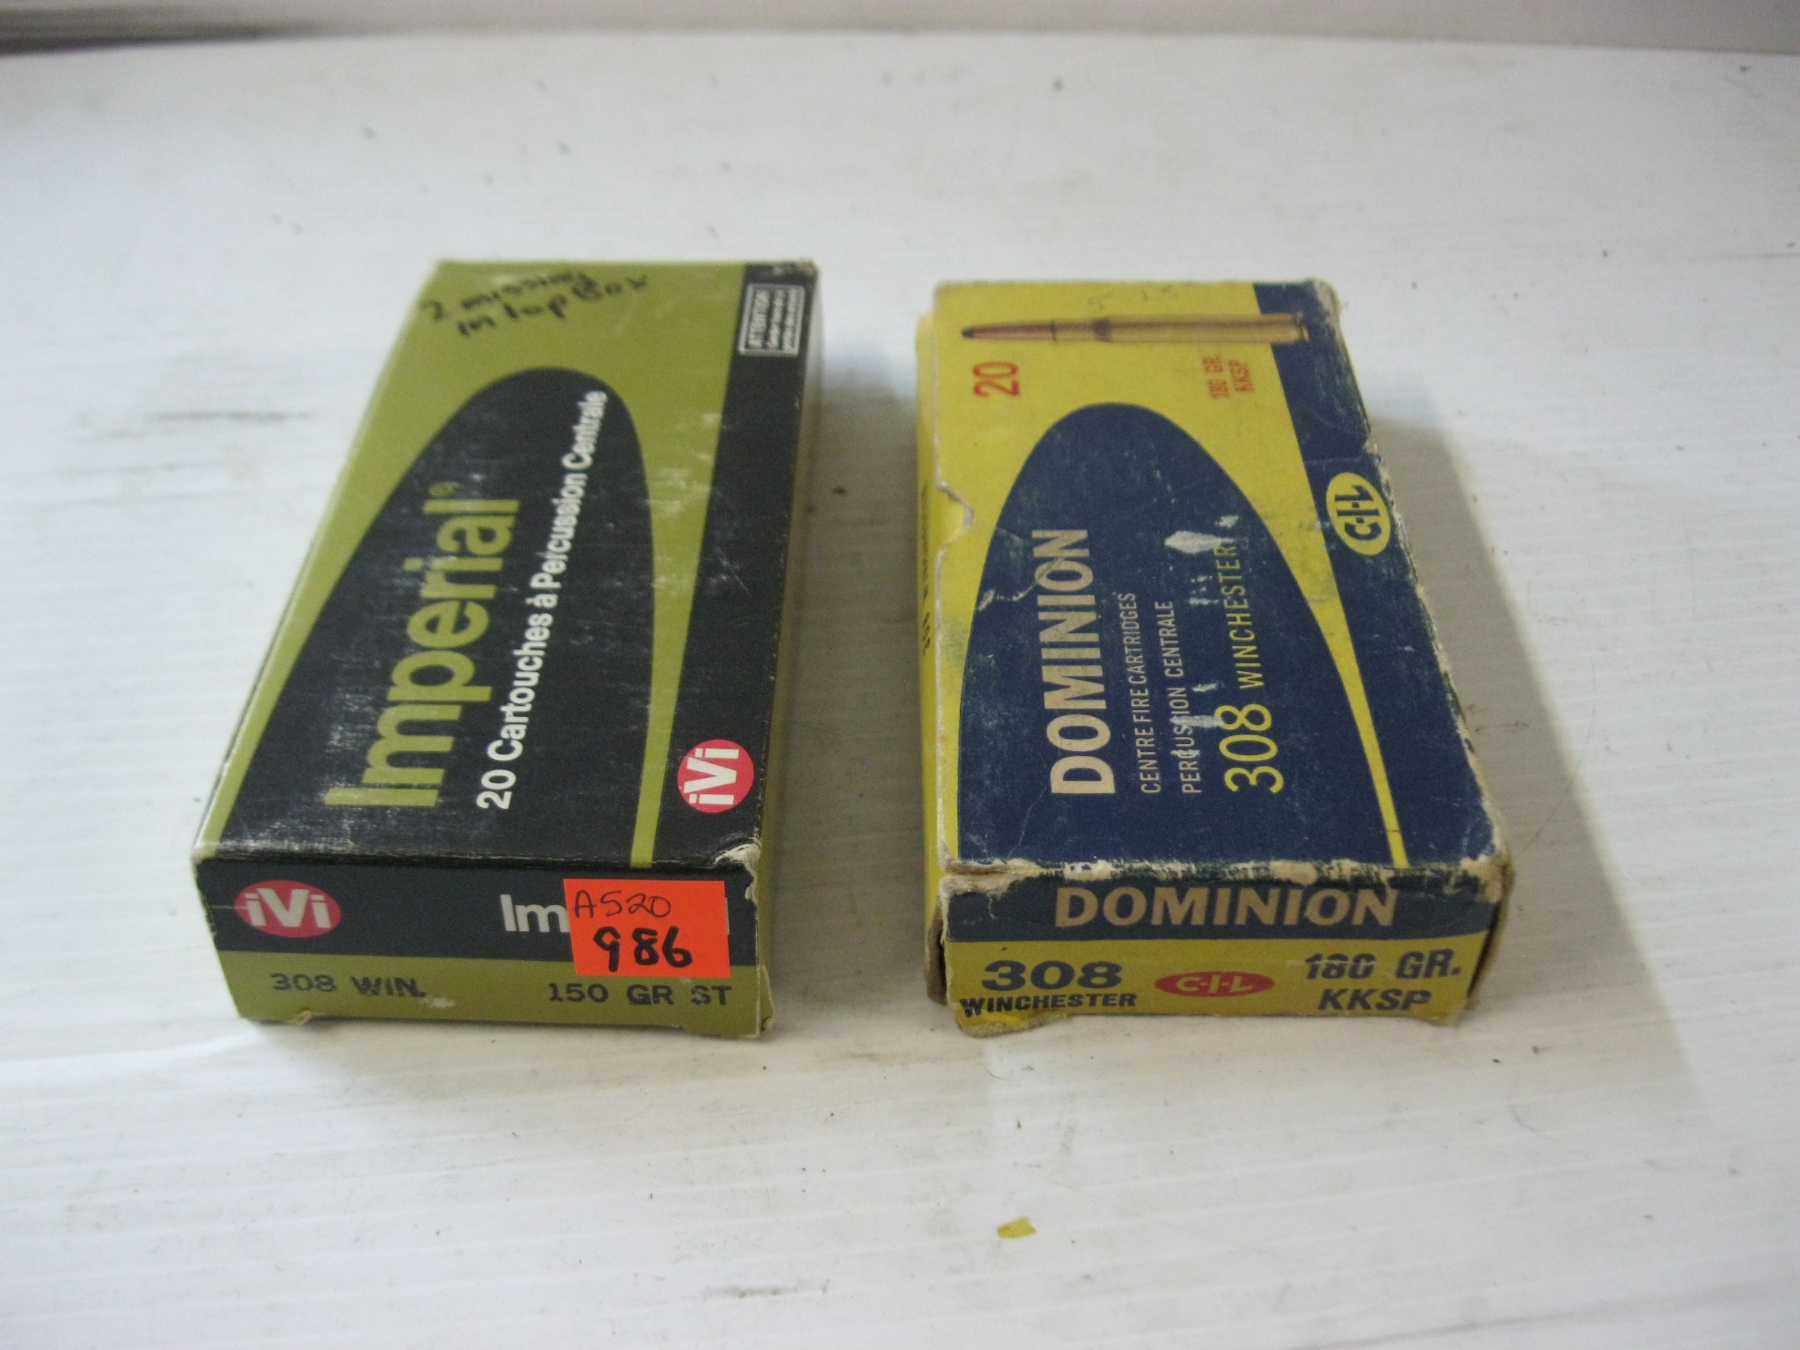 2 missing
in top Box
ATTENTION
Imperial®
20 Cartouches à Percussion Centrale
iVi
iVi
Im
A520
986
308 WIN.
150 GR ST
20
180 GR.
KKSP
C-I-L
DOMINION
CENTRE FIRE CARTRIDGES
PERCUSSION CENTRALE
308 WINCHESTER
DOMINION
308
WINCHESTER
C-I-L
180 GR.
KKSP